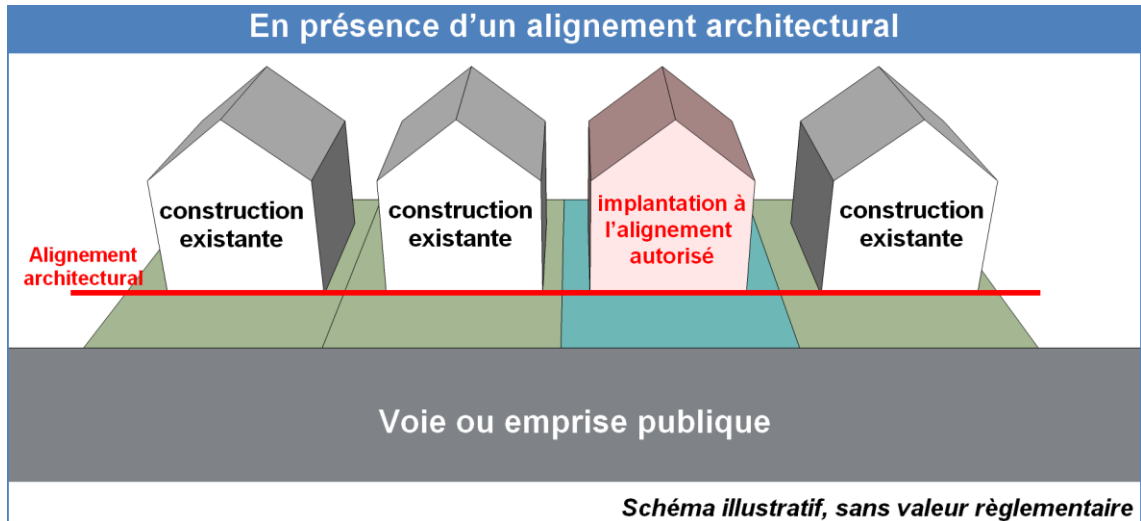 En présence d'un alignement architectural
construction
existante
construction
existante
implantation à
l'alignement
autorisé
construction
existante
Alignement
architectural
Voie ou emprise publique
Schéma illustratif, sans valeur règlementaire